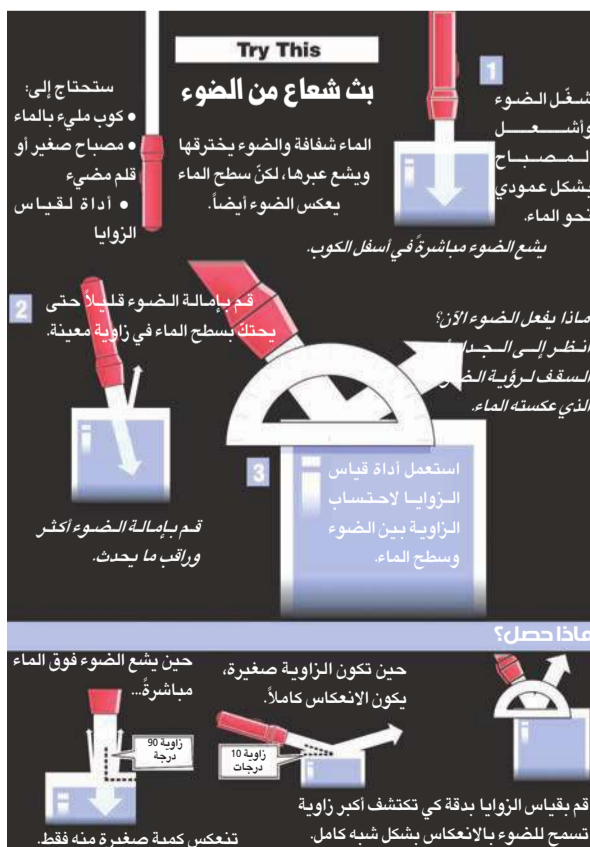 Try This
بث شعاع من الضوء
الماء شفافة والضوء يخترقها
ويشع عبرها، لكنّ سطح الماء
يعكس الضوء أيضاً.
ستحتاج إلى:
• كوب مليء بالماء
• مصباح صغير أو
قلم مضيء
• أداة لقياس
الزوايا
1
شغّل الضوء
وأشعل
المصباح
بشكل عمودي
نحو الماء.
يشع الضوء مباشرةً في أسفل الكوب.
2
قم بإمالة الضوء قليلاً حتى
يحتكّ بسطح الماء في زاوية معينة.
ماذا يفعل الضوء الآن؟
انظر إلى الجدار أو
السقف لرؤية الضوء
الذي عكسته الماء.
قم بإمالة الضوء أكثر
وراقب ما يحدث.
3
استعمل أداة قياس
الزوايا لاحتساب
الزاوية بين الضوء
وسطح الماء.
ماذا حصل؟
حين يشع الضوء فوق الماء
مباشرةً...
زاوية 90
درجة
تنعكس كمية صغيرة منه فقط.
حين تكون الزاوية صغيرة،
يكون الانعكاس كاملاً.
زاوية 10
درجات
قم بقياس الزوايا بدقة كي تكتشف أكبر زاوية
تسمح للضوء بالانعكاس بشكل شبه كامل.